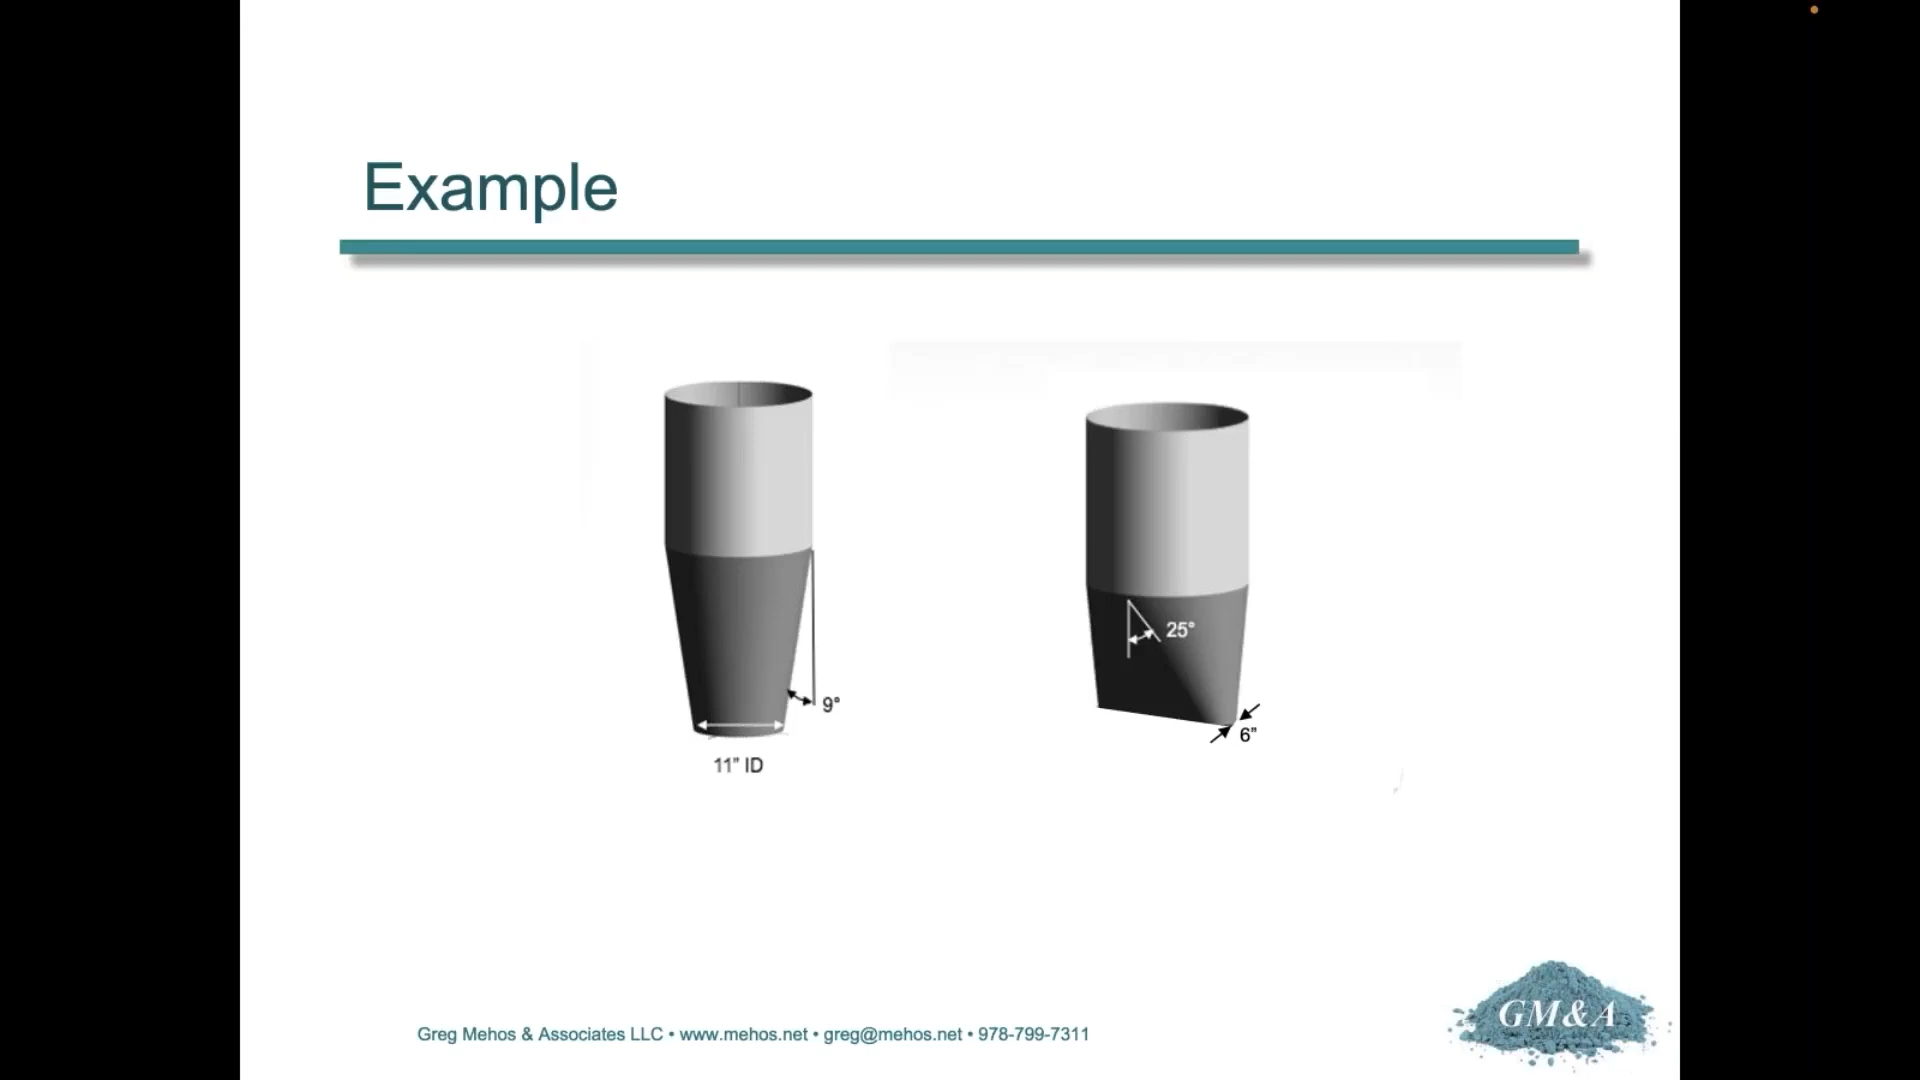 Example
25°
9°
6”
11” ID
Greg Mehos & Associates LLC • www.mehos.net • greg@mehos.net • 978-799-7311
GM&A